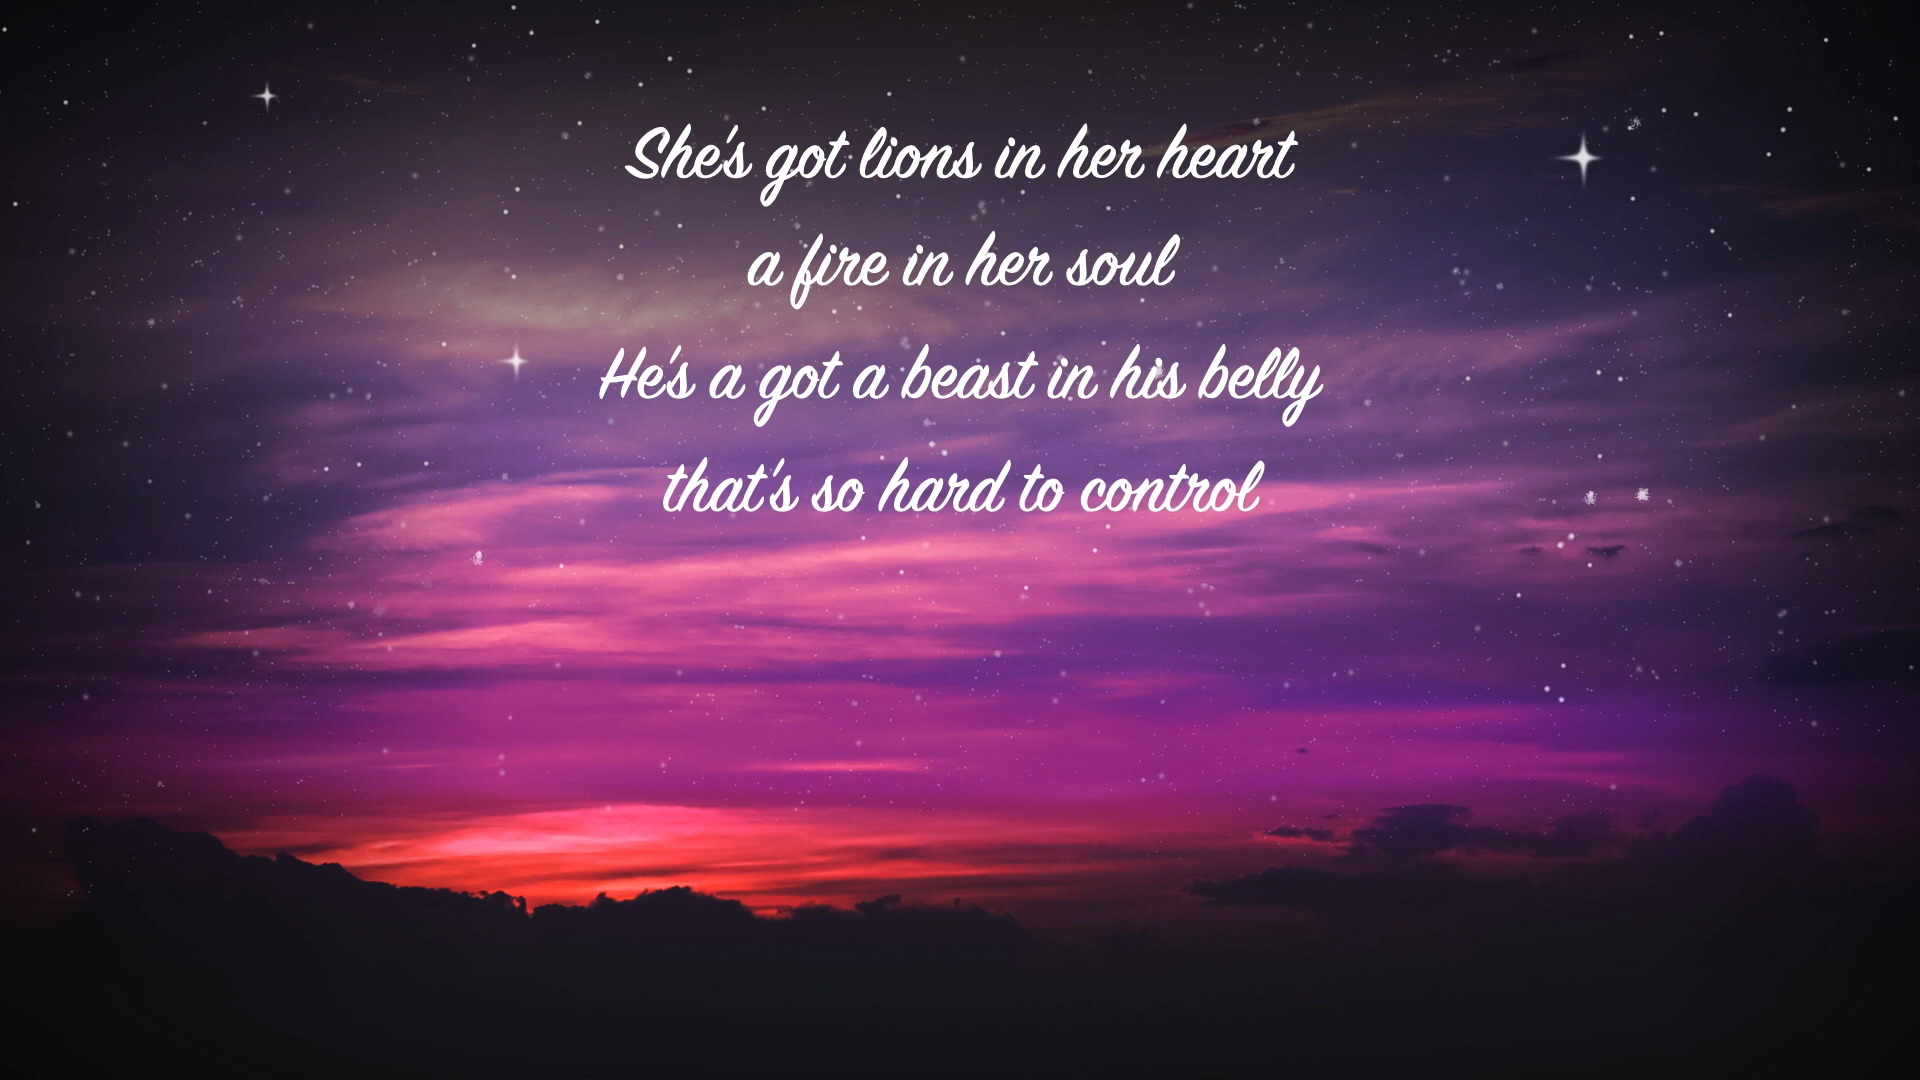 She's got lions in her heart
a fire in her soul
He's a got a beast in his belly
that's so hard to control